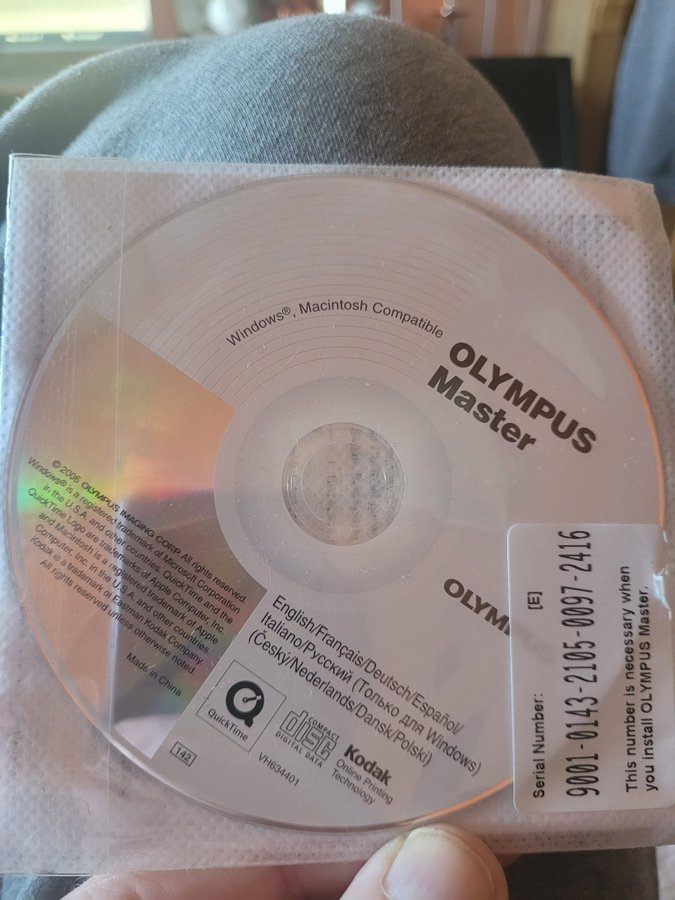 Windows®, Macintosh Compatible
OLYMPUS
Master
© 2006 OLYMPUS IMAGING CORP. All rights reserved.
Windows® is a registered trademark of Microsoft Corporation
in the U.S.A. and other countries. QuickTime and the
QuickTime Logo are trademarks of Apple Computer, Inc.
and Macintosh is a registered trademark of Apple
Computer, Inc. in the U.S.A. and other countries.
Kodak is a trademark of Eastman Kodak Company.
All rights reserved unless otherwise noted.
Made in China
142
English/Français/Deutsch/Español/
Italiano/Русский (Только для Windows)
(Český/Nederlands/Dansk/Polski)
QuickTime
COMPACT
disc
DIGITAL DATA
Kodak
Online Printing
Technology
VH634401
OLYM
Serial Number: [E]
9001-0143-2105-0097-2416
This number is necessary when
you install OLYMPUS Master.